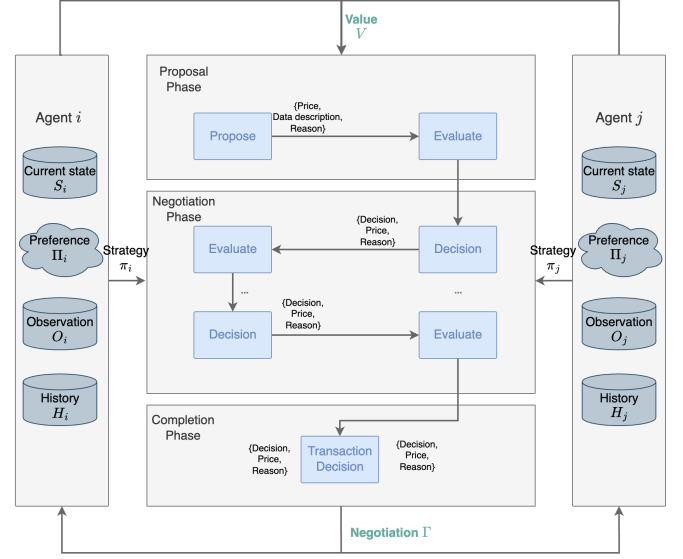 Value
V
Agent i
Current state
S_i
Preference
Π_i
Observation
O_i
History
H_i
Strategy
π_i
Proposal
Phase
Propose
{Price,
Data description,
Reason}
Evaluate
Negotiation
Phase
Evaluate
{Decision,
Price,
Reason}
Decision
...
...
Decision
{Decision,
Price,
Reason}
Evaluate
Completion
Phase
{Decision,
Price,
Reason}
Transaction
Decision
{Decision,
Price,
Reason}
Strategy
π_j
Agent j
Current state
S_j
Preference
Π_j
Observation
O_j
History
H_j
Negotiation Γ